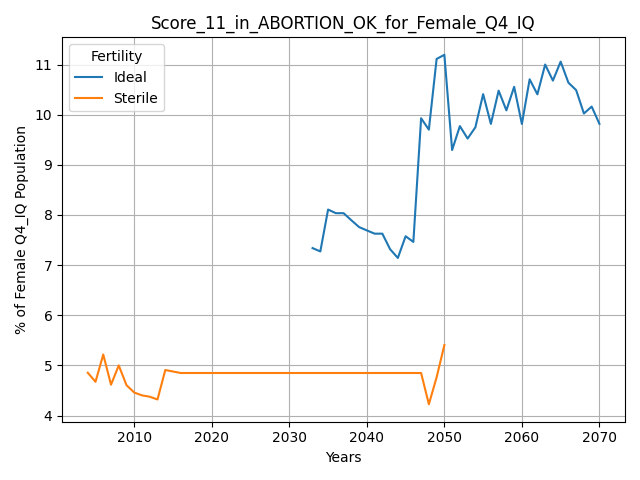 Score_11_in_ABORTION_OK_for_Female_Q4_IQ
Fertility
Ideal
Sterile
% of Female Q4_IQ Population
11
10
9
8
7
6
5
4
2010 2020 2030 2040 2050 2060 2070
Years